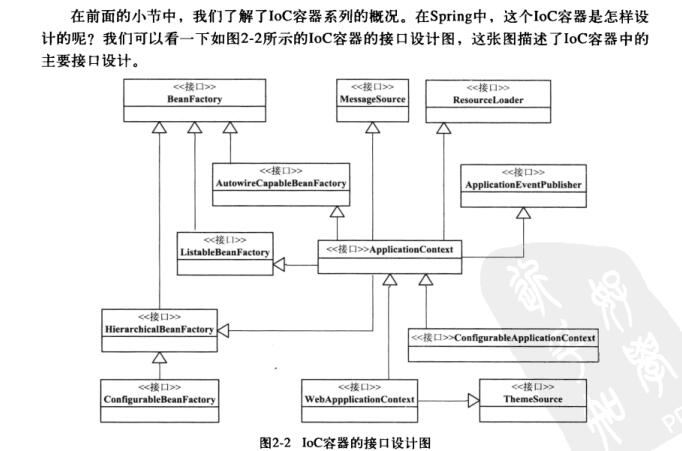 在前面的小节中，我们了解了IoC容器系列的概况。在Spring中，这个IoC容器是怎样设
计的呢？我们可以看一下如图2-2所示的IoC容器的接口设计图，这张图描述了IoC容器中的
主要接口设计。
<<接口>>
BeanFactory
<<接口>>
MessageSource
<<接口>>
ResourceLoader
<<接口>>
AutowireCapableBeanFactory
<<接口>>
ApplicationEventPublisher
<<接口>>
ListableBeanFactory
<<接口>>ApplicationContext
<<接口>>
HierarchicalBeanFactory
<<接口>>ConfigurableApplicationContext
<<接口>>
ConfigurableBeanFactory
<<接口>>
WebAppplicationContext
<<接口>>
ThemeSource
图2-2 IoC容器的接口设计图